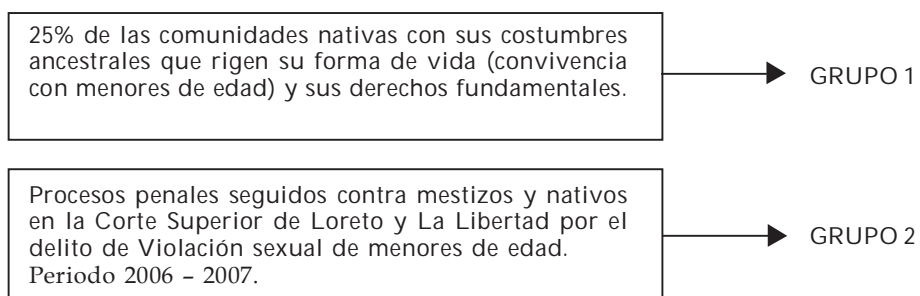 25% de las comunidades nativas con sus costumbres
ancestrales que rigen su forma de vida (convivencia
con menores de edad) y sus derechos fundamentales.
GRUPO 1
Procesos penales seguidos contra mestizos y nativos
en la Corte Superior de Loreto y La Libertad por el
delito de Violación sexual de menores de edad.
Periodo 2006 – 2007.
GRUPO 2